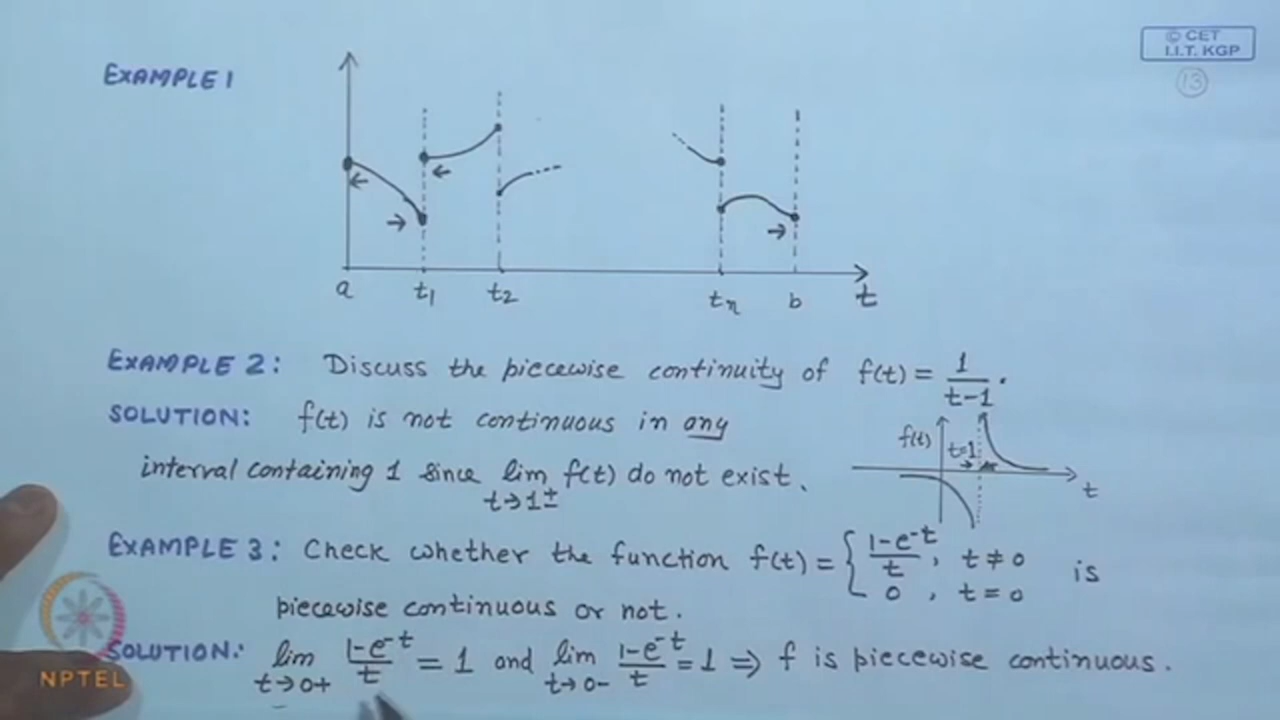 © CET
I.I.T. KGP
13
EXAMPLE 1
a t₁ t₂ tₙ b t
EXAMPLE 2: Discuss the piecewise continuity of f(t) = 1/(t-1).
SOLUTION: f(t) is not continuous in any
f(t) t=1 t
interval containing 1 since lim t→1± f(t) do not exist.
EXAMPLE 3: Check whether the function f(t) = { (1-e^-t)/t, t ≠ 0
0, t = 0 is
piecewise continuous or not.
SOLUTION: lim t→0+ (1-e^-t)/t = 1 and lim t→0- (1-e^-t)/t = 1 ⇒ f is piecewise continuous.
NPTEL